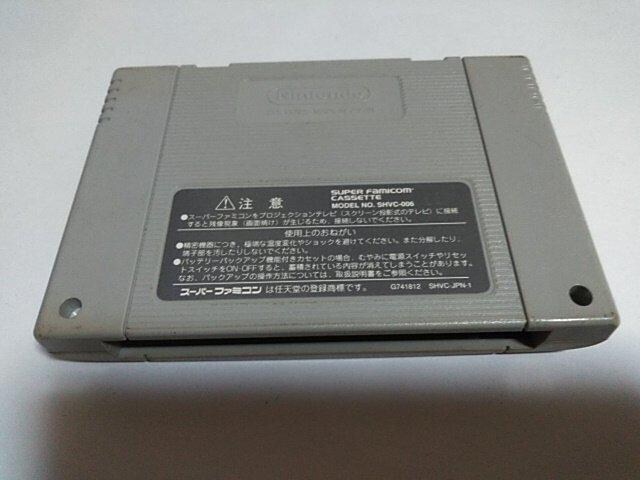 Nintendo
注意
SUPER FAMICOM
CASSETTE
MODEL NO. SHVC-006
●スーパーファミコンをプロジェクションテレビ(スクリーン投影式のテレビ)に接続
すると残像現象(画面焼け)が生じるため、接続しないでください。
使用上のおねがい
●精密機器につき、極端な温度変化やショックを避けてください。また分解したり、
端子部を汚したりしないでください。
●バッテリーバックアップ機能付きカセットの場合、むやみに電源スイッチやリセッ
トスイッチをON-OFFすると、蓄積されている内容が消えてしまうことがあります。
なお、バックアップの操作方法については、取扱説明書をご参照ください。
スーパーファミコンは任天堂の登録商標です。
G741812 SHVC-JPN-1